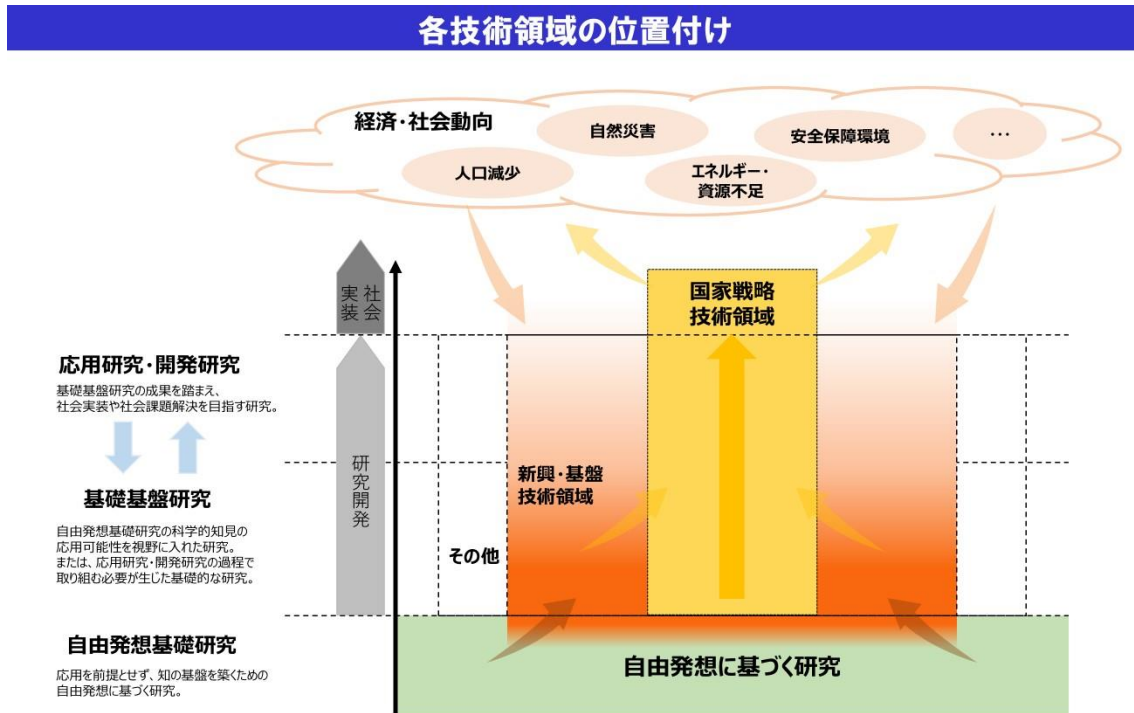 各技術領域の位置付け
経済・社会動向
自然災害
安全保障環境
…
人口減少
エネルギー・
資源不足
社会
実装
国家戦略
技術領域
応用研究・開発研究
基礎基盤研究の成果を踏まえ、
社会実装や社会課題解決を目指す研究。
研究開発
新興・基盤
技術領域
基礎基盤研究
自由発想基礎研究の科学的知見の
応用可能性を視野に入れた研究。
または、応用研究・開発研究の過程で
取り組む必要が生じた基礎的な研究。
その他
自由発想基礎研究
応用を前提とせず、知の基盤を築くための
自由発想に基づく研究。
自由発想に基づく研究